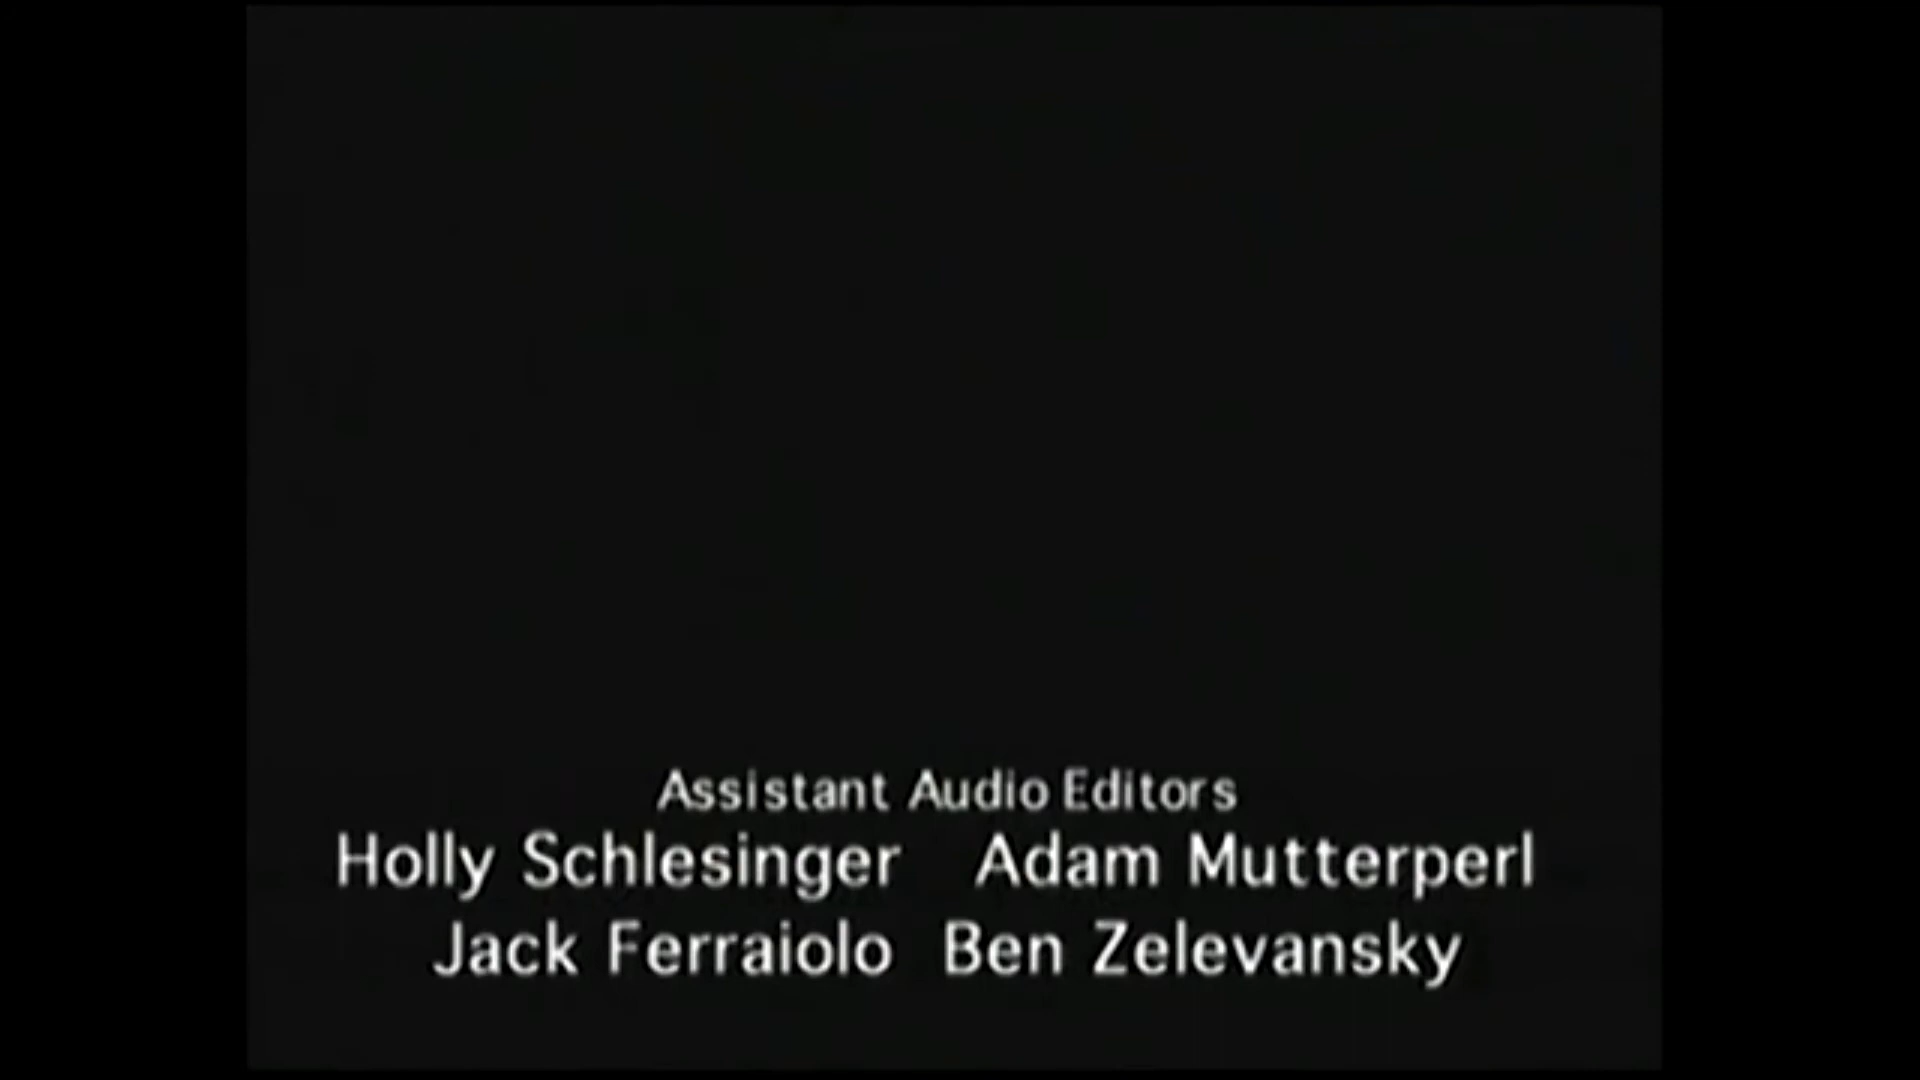 Assistant Audio Editors
Holly Schlesinger Adam Mutterperl
Jack Ferraiolo Ben Zelevansky